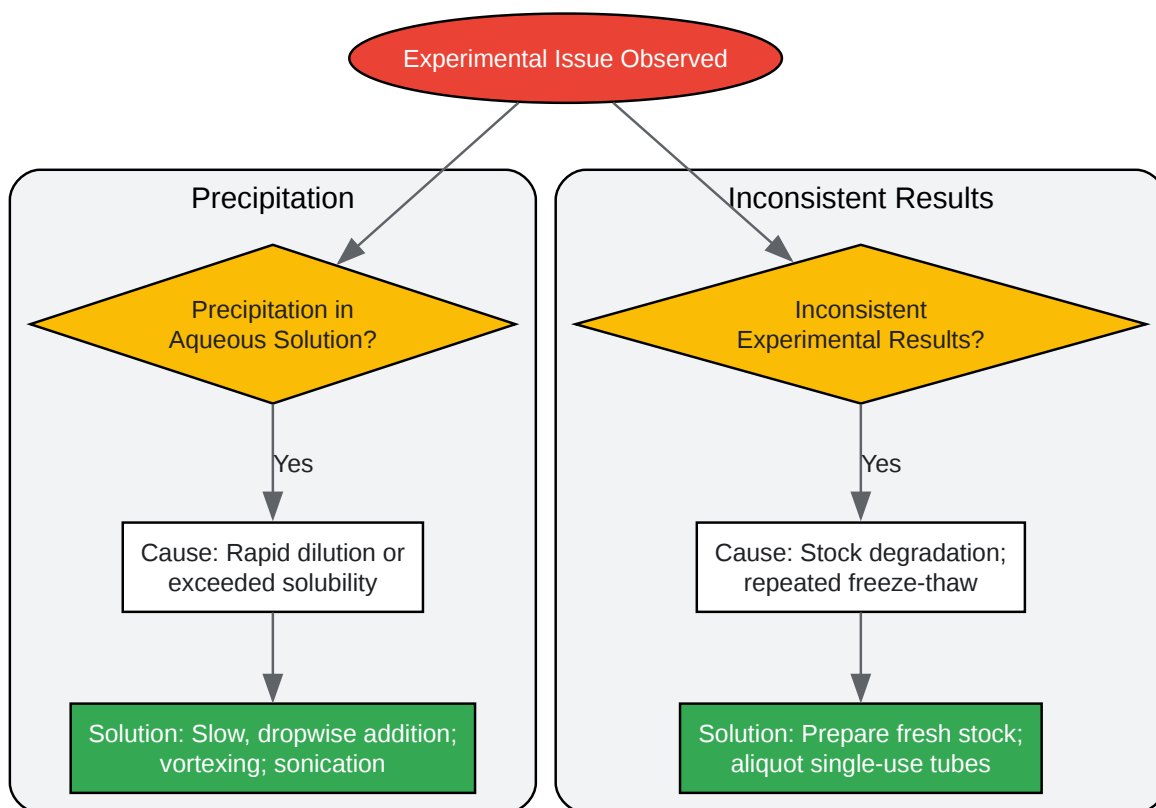 Experimental Issue Observed
Precipitation
Precipitation in
Aqueous Solution?
Yes
Cause: Rapid dilution or
exceeded solubility
Solution: Slow, dropwise addition;
vortexing; sonication
Inconsistent Results
Inconsistent
Experimental Results?
Yes
Cause: Stock degradation;
repeated freeze-thaw
Solution: Prepare fresh stock;
aliquot single-use tubes